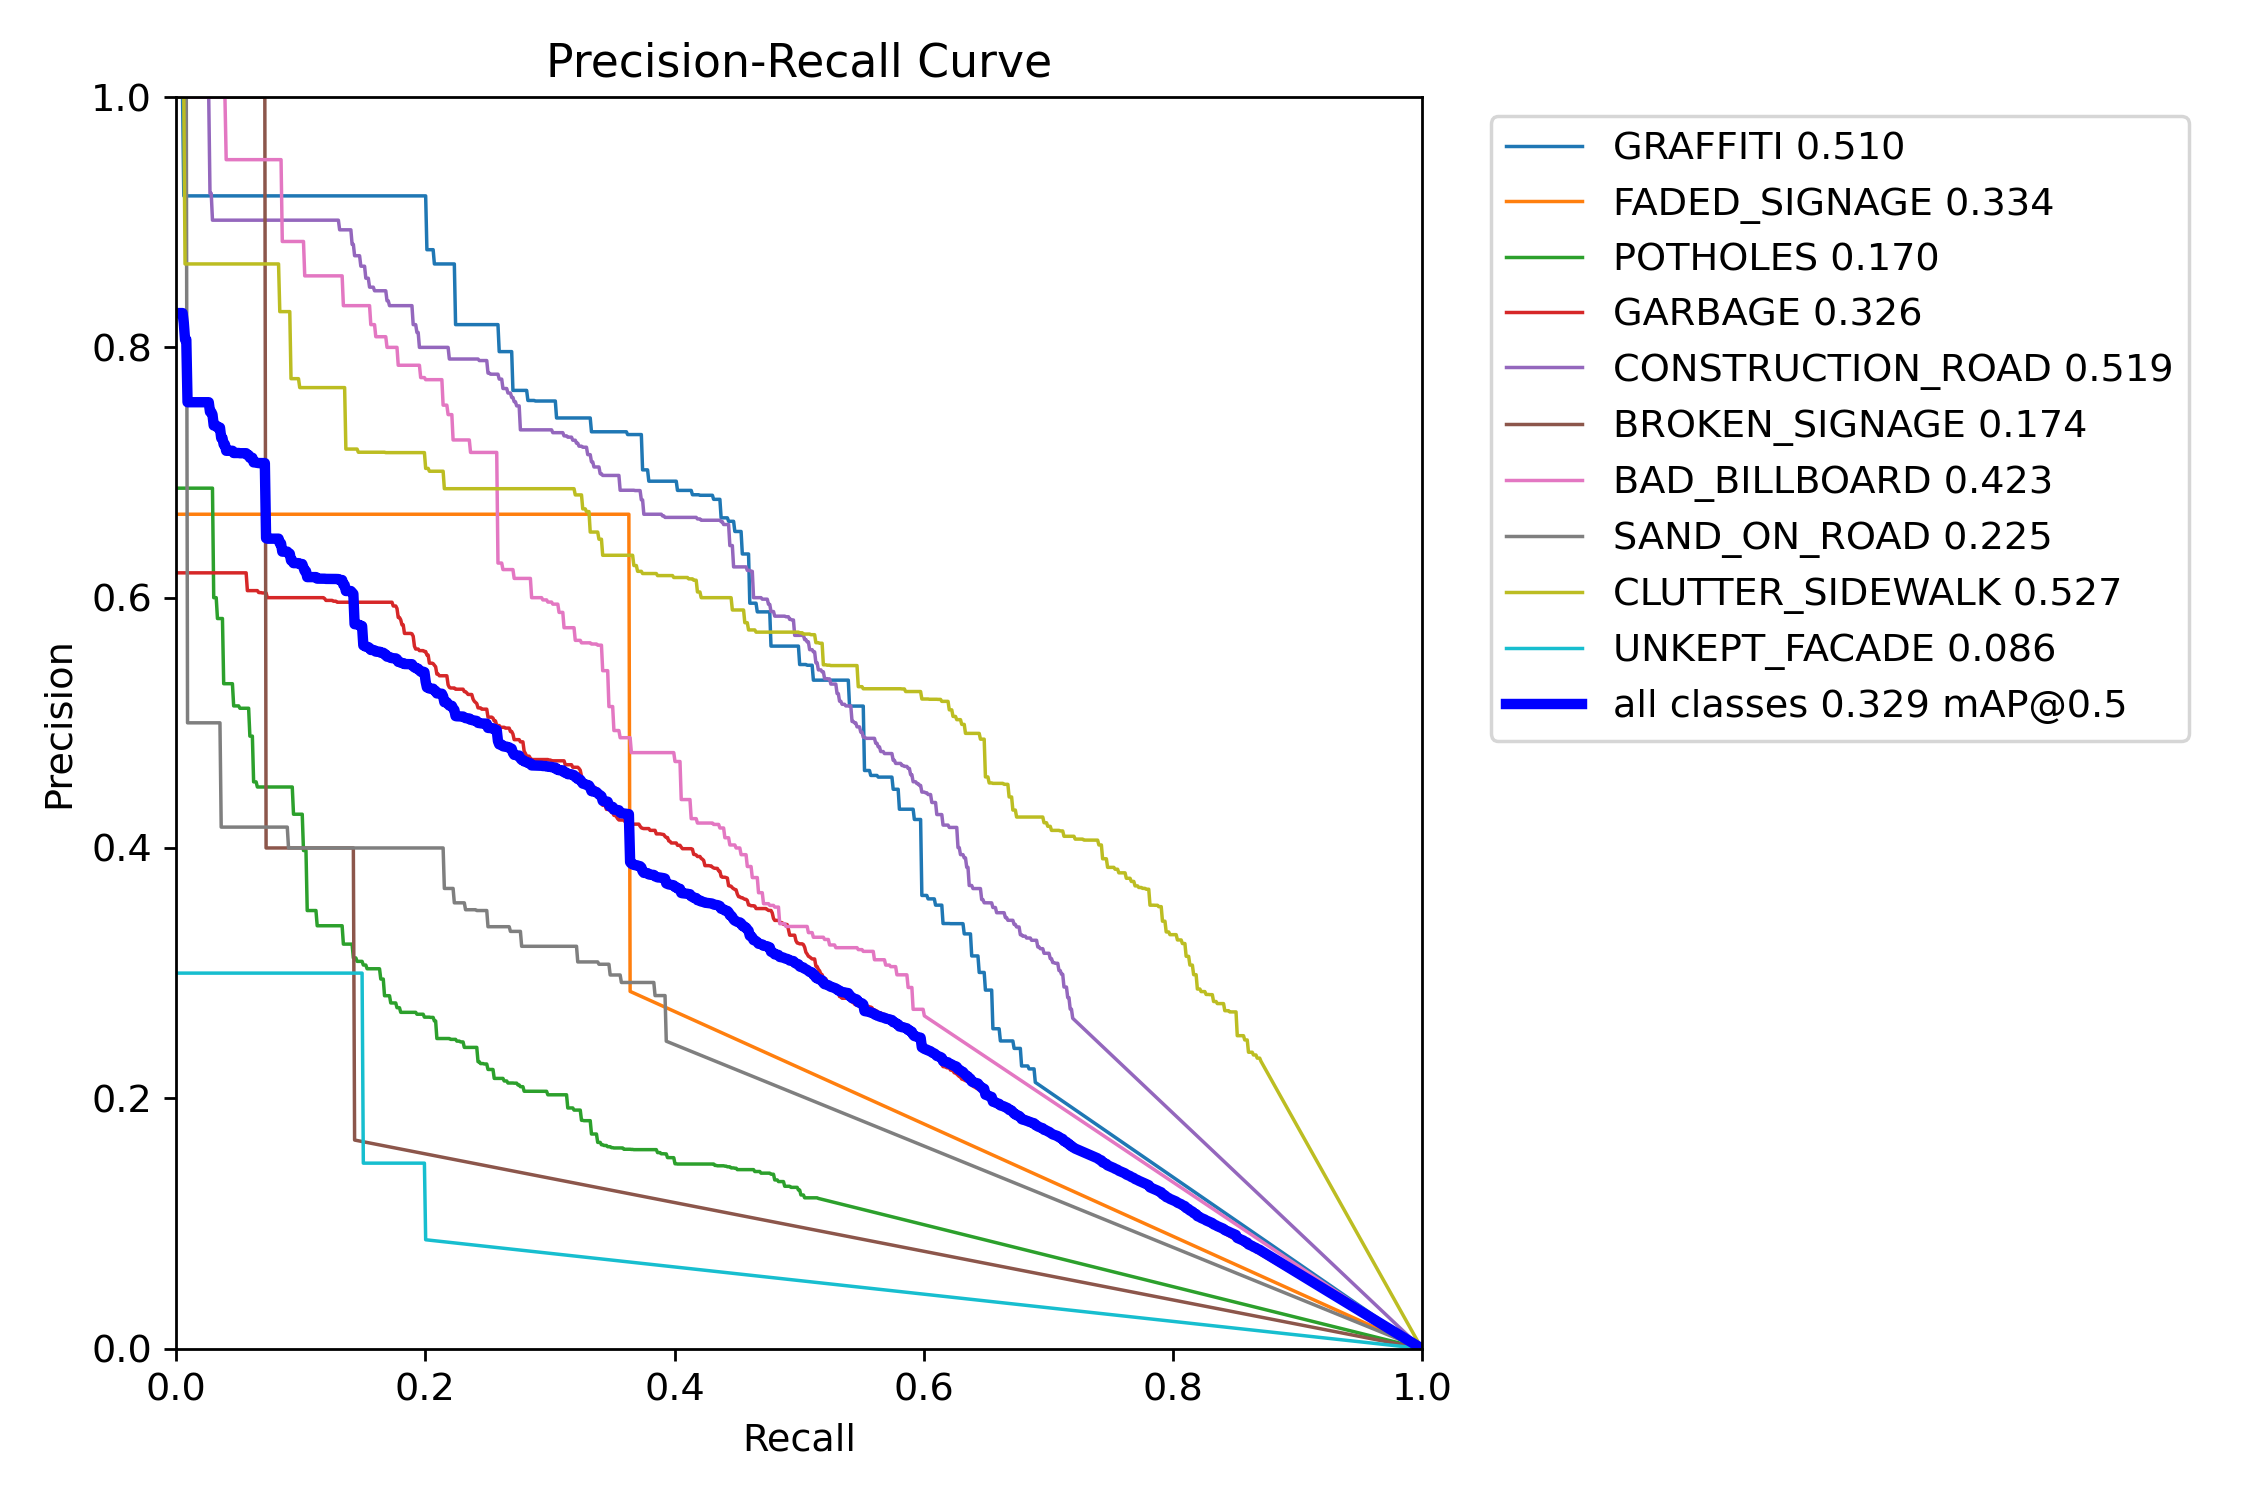 Precision-Recall Curve
1.0
0.8
0.6
0.4
0.2
0.0
Precision
0.0 0.2 0.4 0.6 0.8 1.0
Recall
GRAFFITI 0.510
FADED_SIGNAGE 0.334
POTHOLES 0.170
GARBAGE 0.326
CONSTRUCTION_ROAD 0.519
BROKEN_SIGNAGE 0.174
BAD_BILLBOARD 0.423
SAND_ON_ROAD 0.225
CLUTTER_SIDEWALK 0.527
UNKEPT_FACADE 0.086
all classes 0.329 mAP@0.5